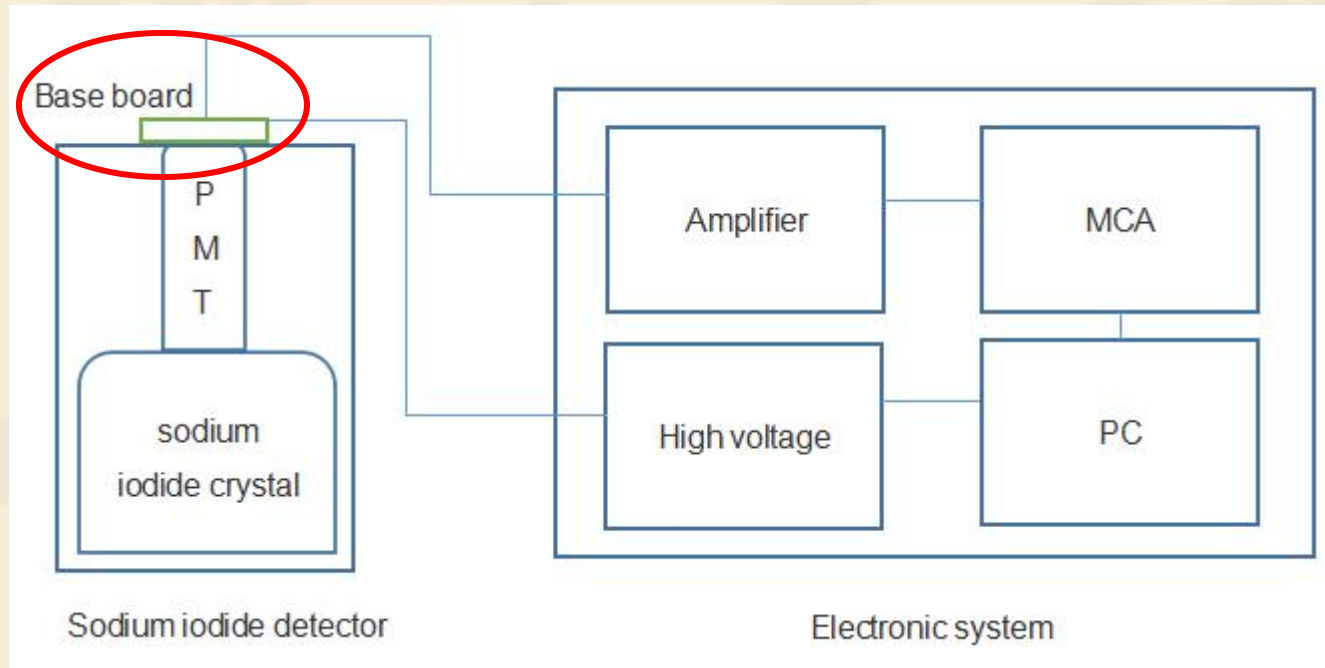 Base board
P
M
T
sodium
iodide crystal
Sodium iodide detector
Amplifier
MCA
High voltage
PC
Electronic system